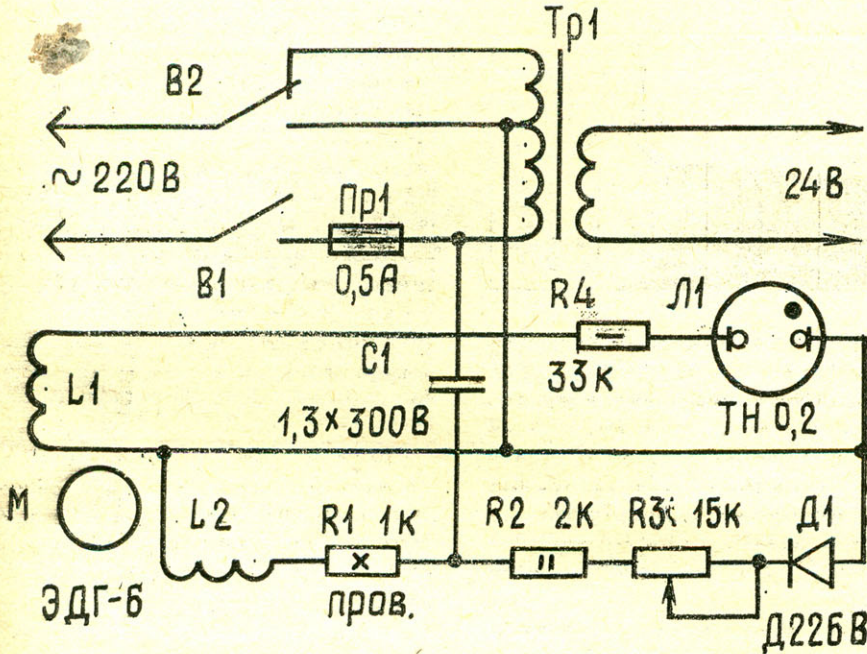 Тр1
В2
~ 220В
Пр1
24В
В1
0,5А
R4
Л1
С1
33к
L1
1,3×300В
ТН 0,2
М
L2
R1 1к
R2 2к
R3 15к
Д1
ЭДГ-6
пров.
Д226В